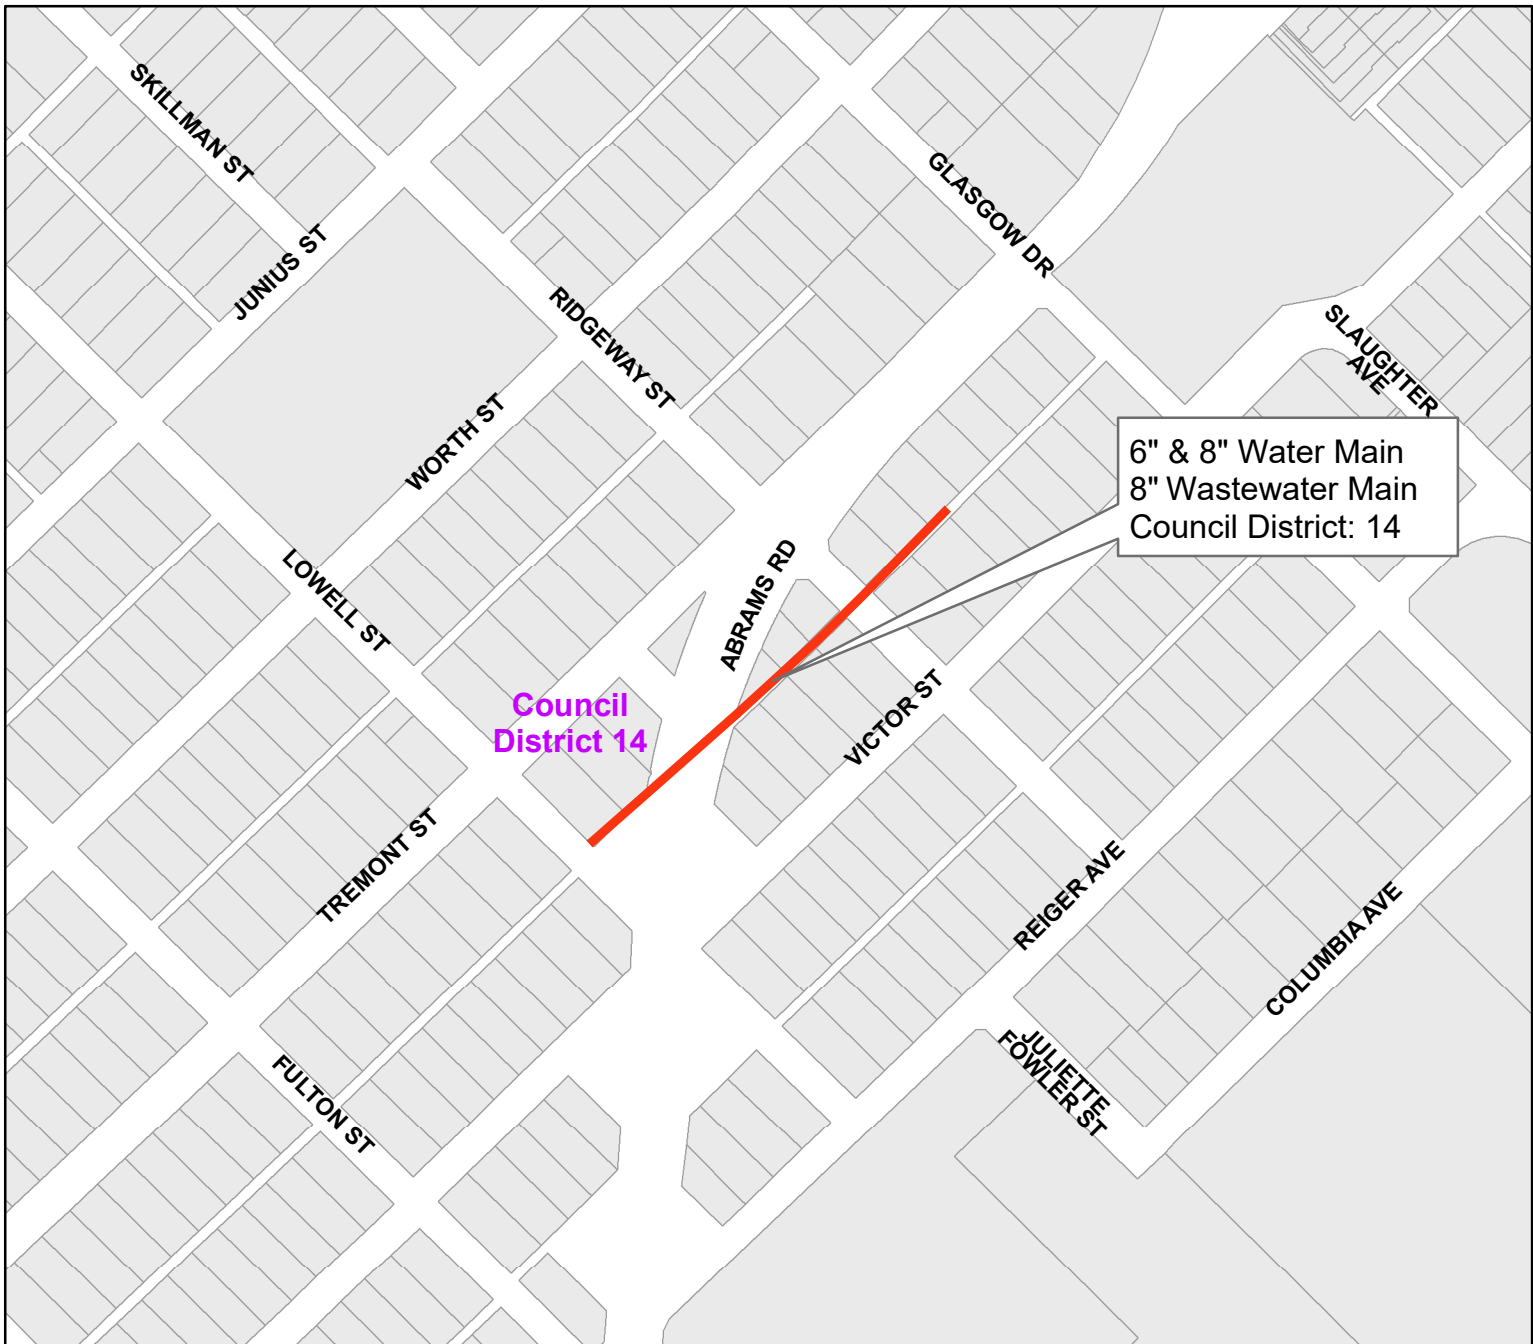 SKILLMAN ST
GLASGOW DR
JUNIUS ST
RIDGEWAY ST
SLAUGHTER
AVE
WORTH ST
6" & 8" Water Main
8" Wastewater Main
Council District: 14
LOWELL ST
ABRAMS RD
Council
District 14
VICTOR ST
TREMONT ST
REIGER AVE
COLUMBIA AVE
JULIETTE
FOWLER ST
FULTON ST